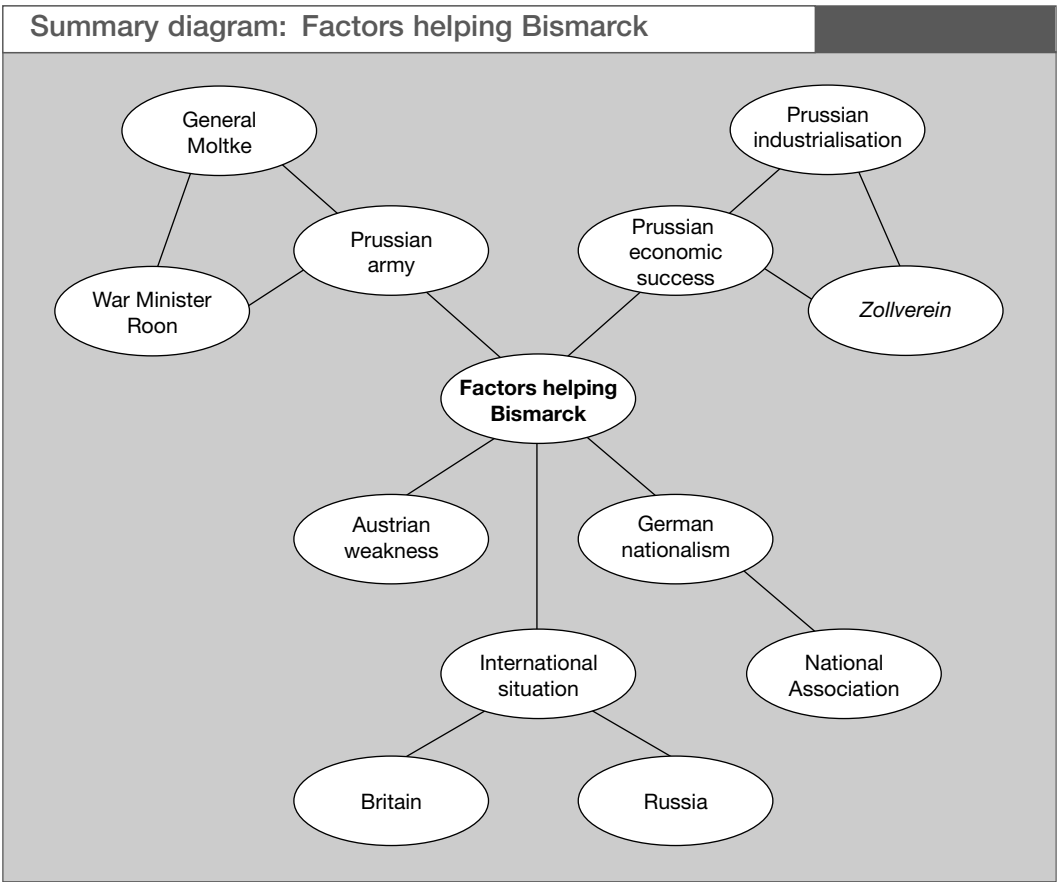 Summary diagram: Factors helping Bismarck
General
Moltke
Prussian
industrialisation
Prussian
army
Prussian
economic
success
War Minister
Roon
Zollverein
Factors helping
Bismarck
Austrian
weakness
German
nationalism
International
situation
National
Association
Britain
Russia